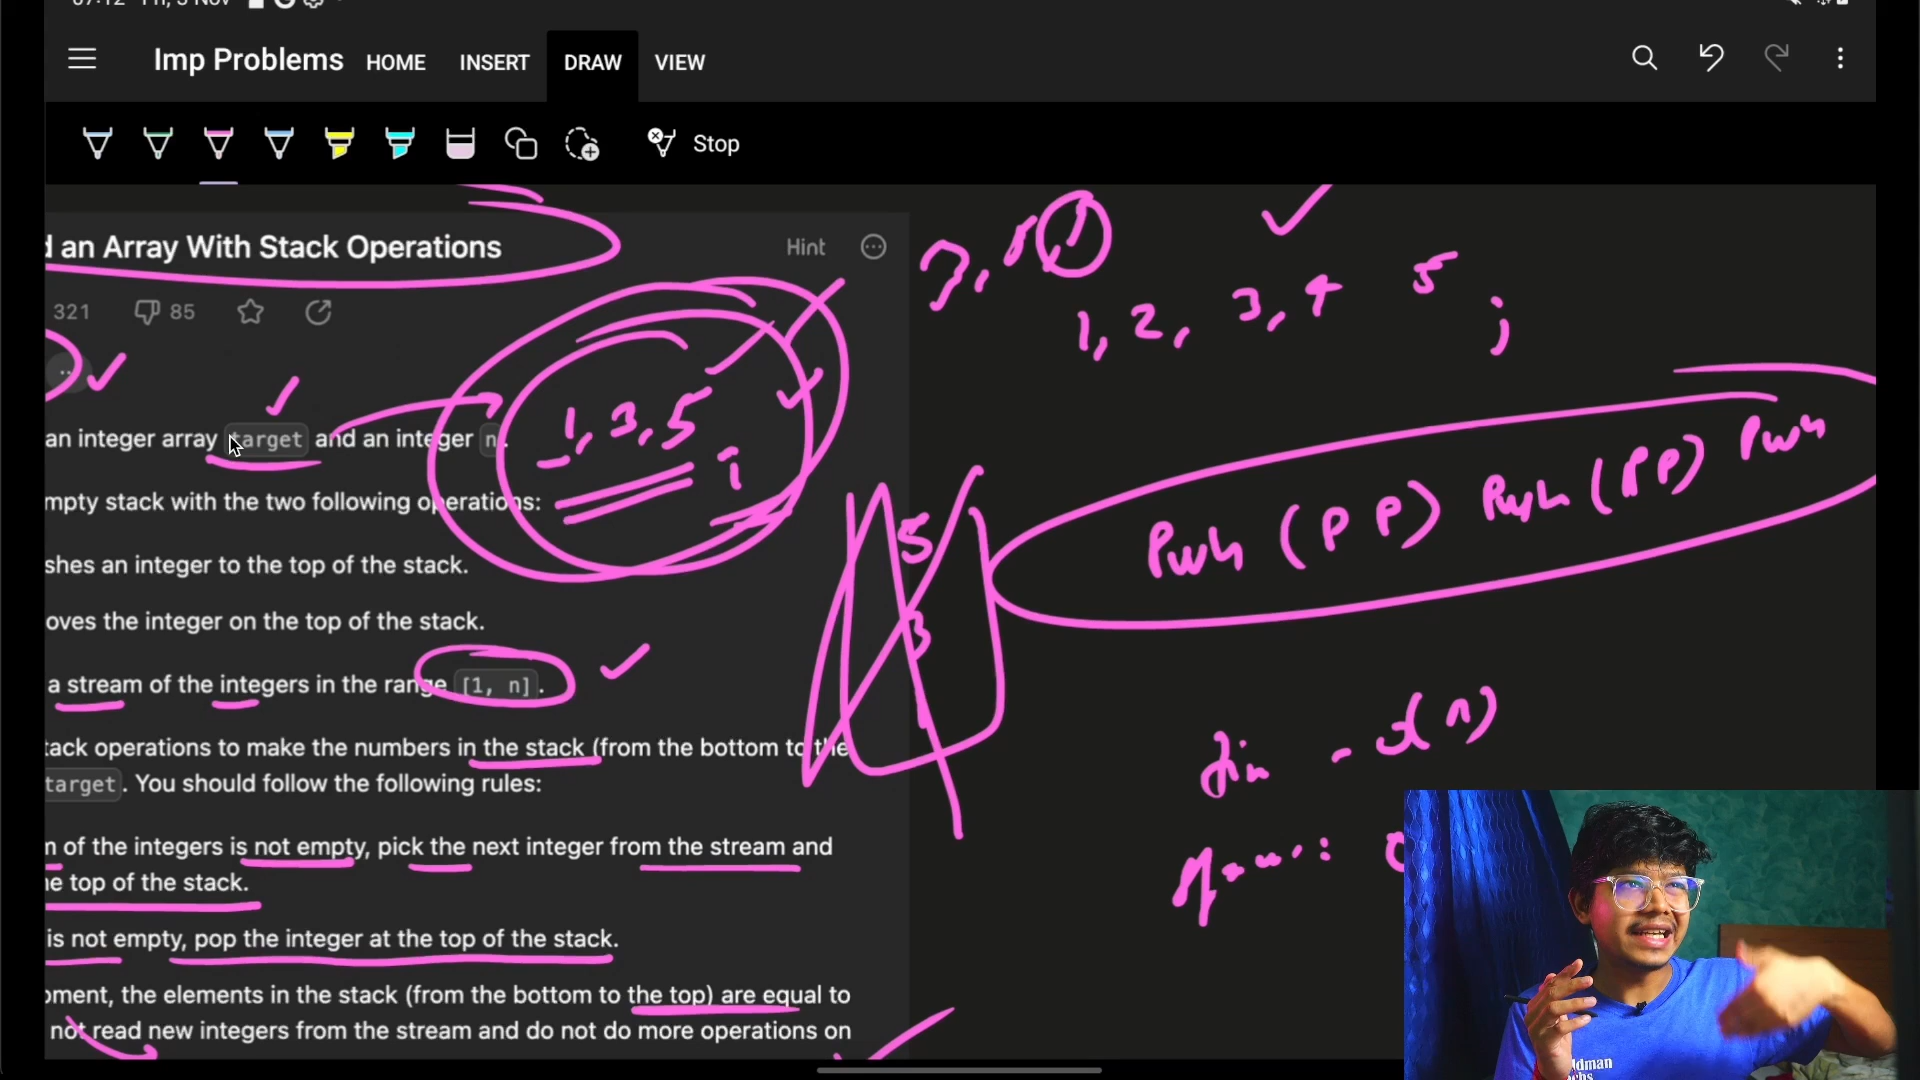 Imp Problems HOME INSERT DRAW VIEW
Stop
d an Array With Stack Operations
Hint
321 85
an integer array target and an integer n.
mpty stack with the two following operations:
shes an integer to the top of the stack.
oves the integer on the top of the stack.
a stream of the integers in the range [1, n].
tack operations to make the numbers in the stack (from the bottom to the
target. You should follow the following rules:
of the integers is not empty, pick the next integer from the stream and
e top of the stack.
is not empty, pop the integer at the top of the stack.
oment, the elements in the stack (from the bottom to the top) are equal to
not read new integers from the stream and do not do more operations on
1, 3, 5
i
1, 2, 3, 4 5 ;
Push (P P) Push (P P) Push
5
3